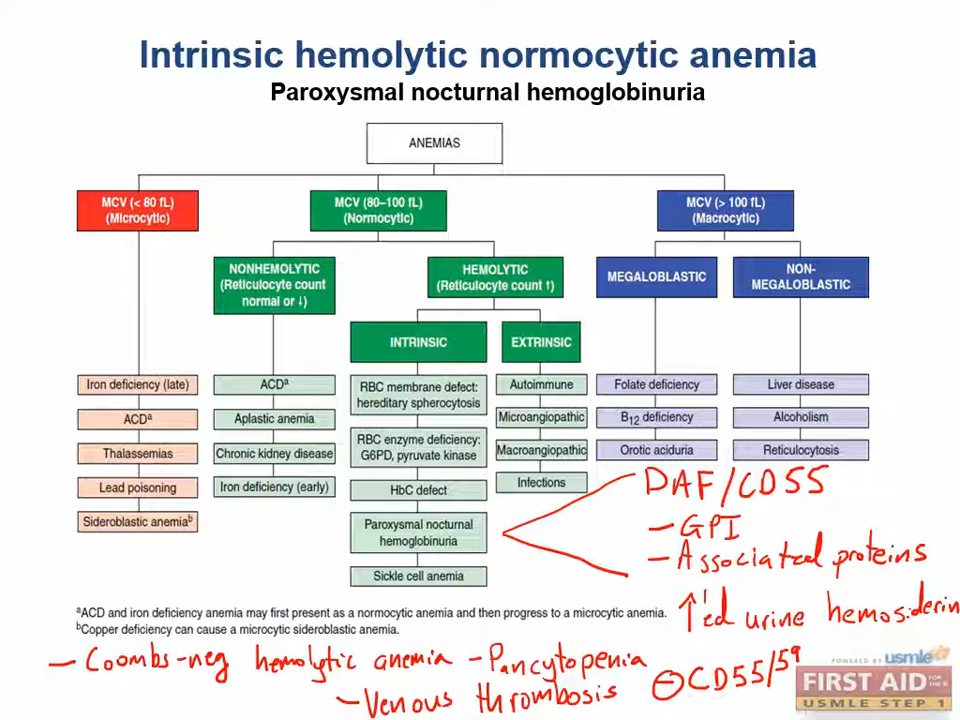 Intrinsic hemolytic normocytic anemia
Paroxysmal nocturnal hemoglobinuria
ANEMIAS
MCV (< 80 fL)
(Microcytic)
MCV (80–100 fL)
(Normocytic)
MCV (> 100 fL)
(Macrocytic)
NONHEMOLYTIC
(Reticulocyte count
normal or ↓)
HEMOLYTIC
(Reticulocyte count ↑)
MEGALOBLASTIC
NON-
MEGALOBLASTIC
INTRINSIC
EXTRINSIC
Iron deficiency (late)
ACDᵃ
Thalassemias
Lead poisoning
Sideroblastic anemiaᵇ
ACDᵃ
Aplastic anemia
Chronic kidney disease
Iron deficiency (early)
RBC membrane defect:
hereditary spherocytosis
RBC enzyme deficiency:
G6PD, pyruvate kinase
HbC defect
Paroxysmal nocturnal
hemoglobinuria
Sickle cell anemia
Autoimmune
Microangiopathic
Macroangiopathic
Infections
Folate deficiency
B₁₂ deficiency
Orotic aciduria
Liver disease
Alcoholism
Reticulocytosis
DAF/CD55
– GPI
– Associated proteins
↑'ed urine hemosiderin
ᵃACD and iron deficiency anemia may first present as a normocytic anemia and then progress to a microcytic anemia.
ᵇCopper deficiency can cause a microcytic sideroblastic anemia.
– Coombs-neg hemolytic anemia – Pancytopenia
– Venous thrombosis
⊖ CD55/59
POWERED BY usmle
FIRST AID FOR THE
USMLE STEP 1